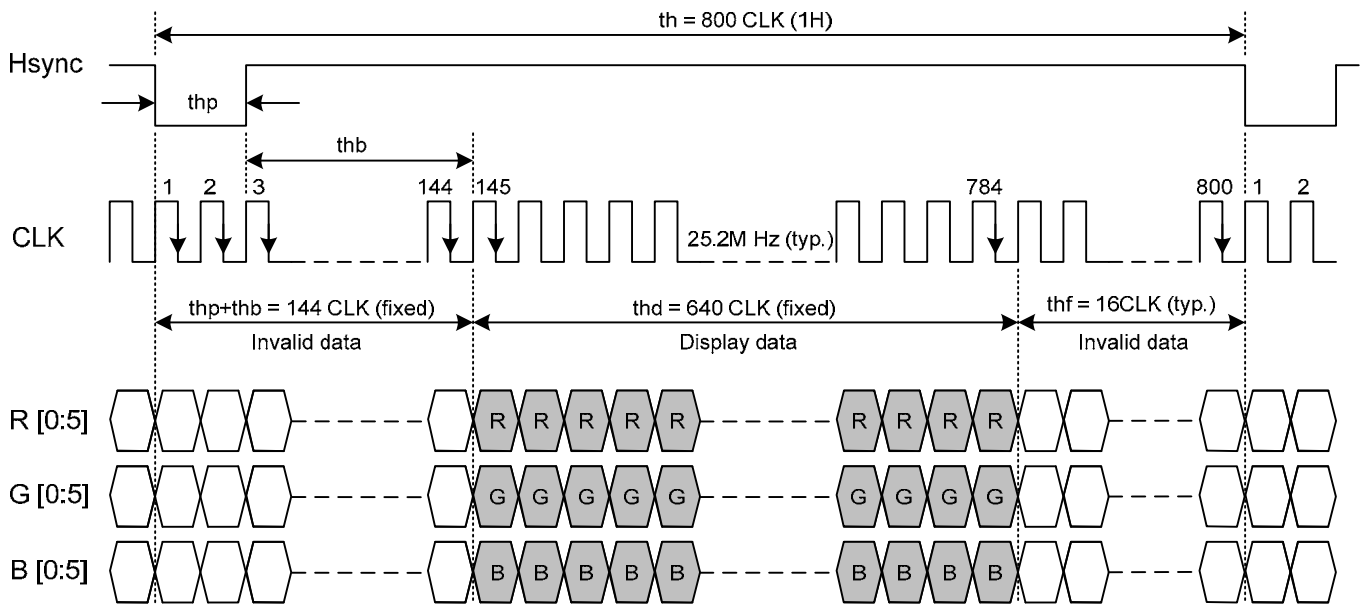 th = 800 CLK (1H)
Hsync
thp
thb
1 2 3 144 145 784 800 1 2
CLK
25.2M Hz (typ.)
thp+thb = 144 CLK (fixed) thd = 640 CLK (fixed) thf = 16CLK (typ.)
Invalid data Display data Invalid data
R [0:5] R R R R R R R R R
G [0:5] G G G G G G G G G
B [0:5] B B B B B B B B B